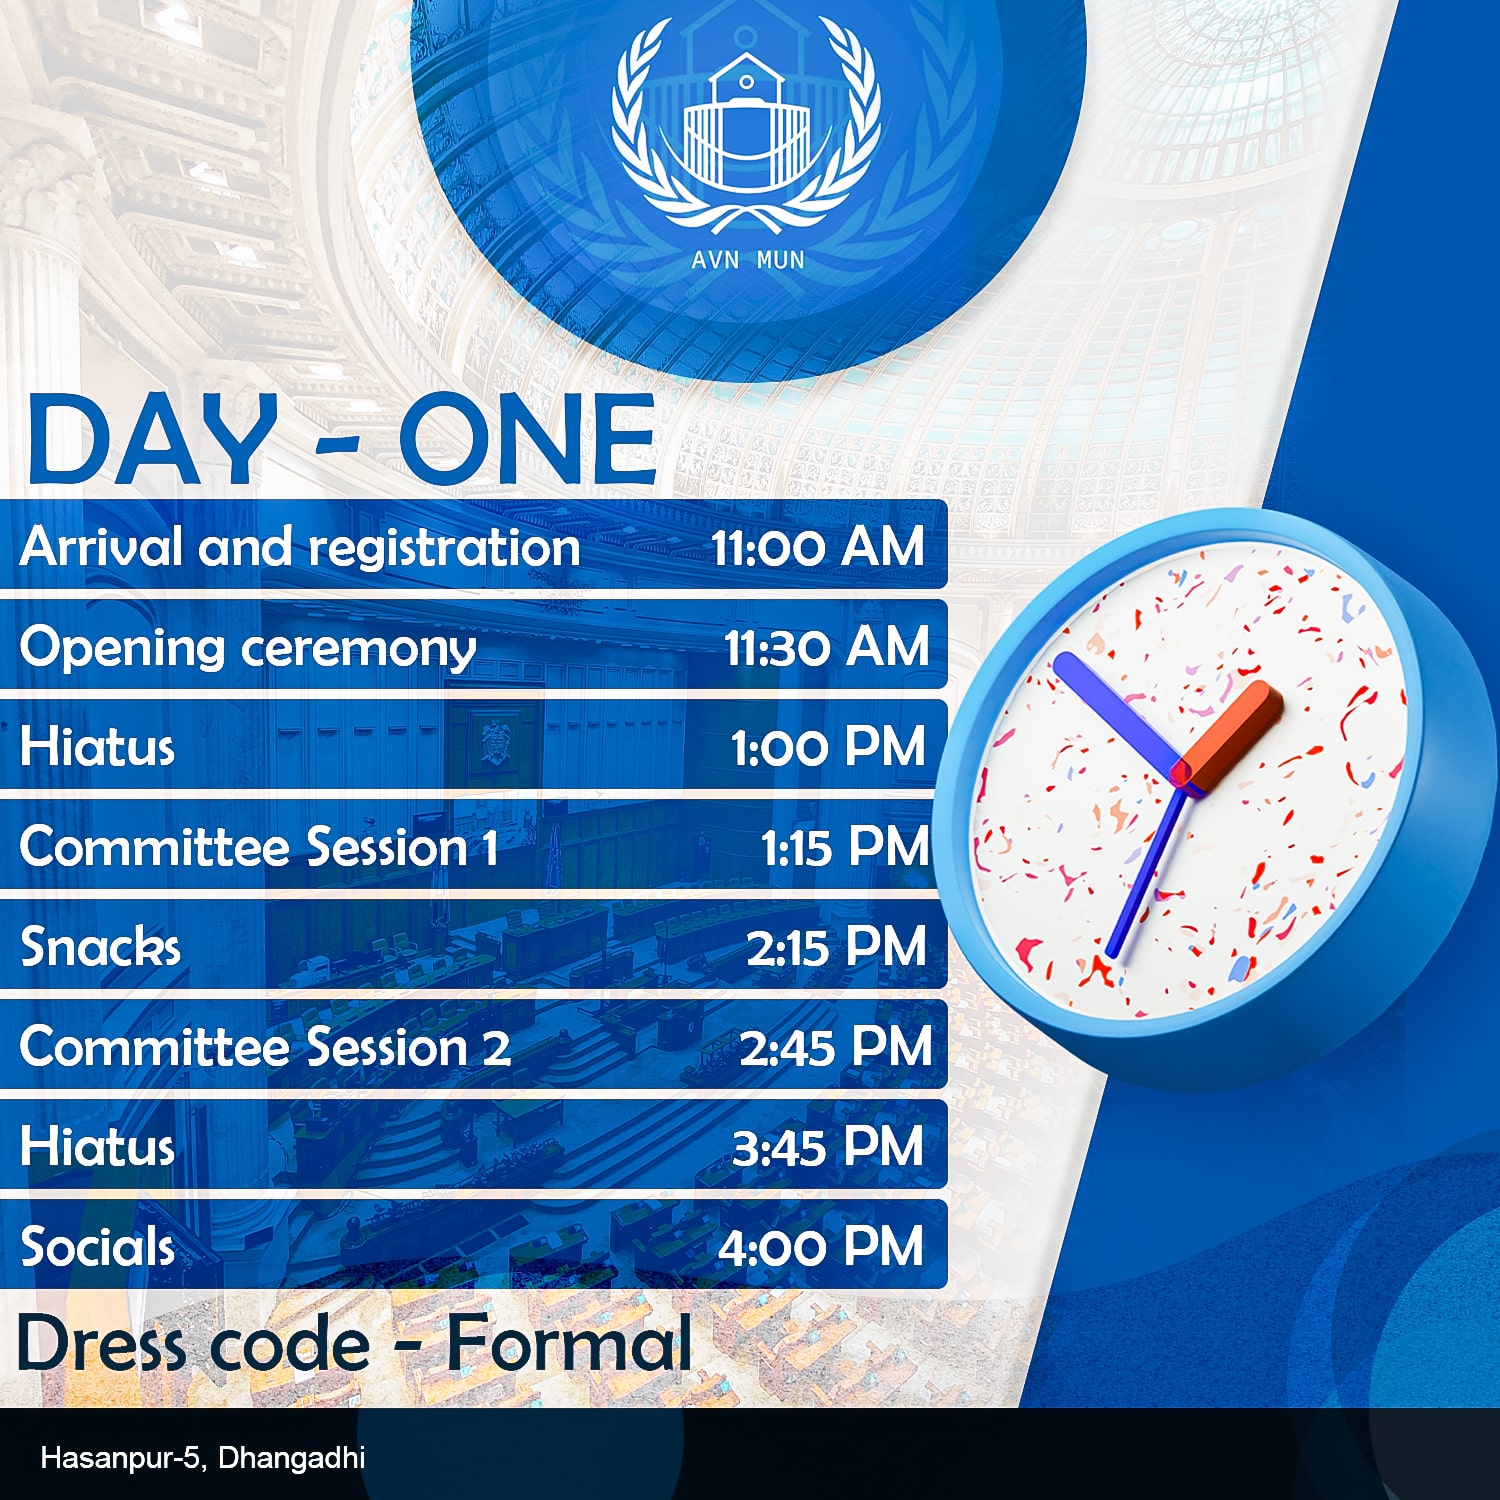 AVN MUN
DAY - ONE
Arrival and registration 11:00 AM
Opening ceremony 11:30 AM
Hiatus 1:00 PM
Committee Session 1 1:15 PM
Snacks 2:15 PM
Committee Session 2 2:45 PM
Hiatus 3:45 PM
Socials 4:00 PM
Dress code - Formal
Hasanpur-5, Dhangadhi